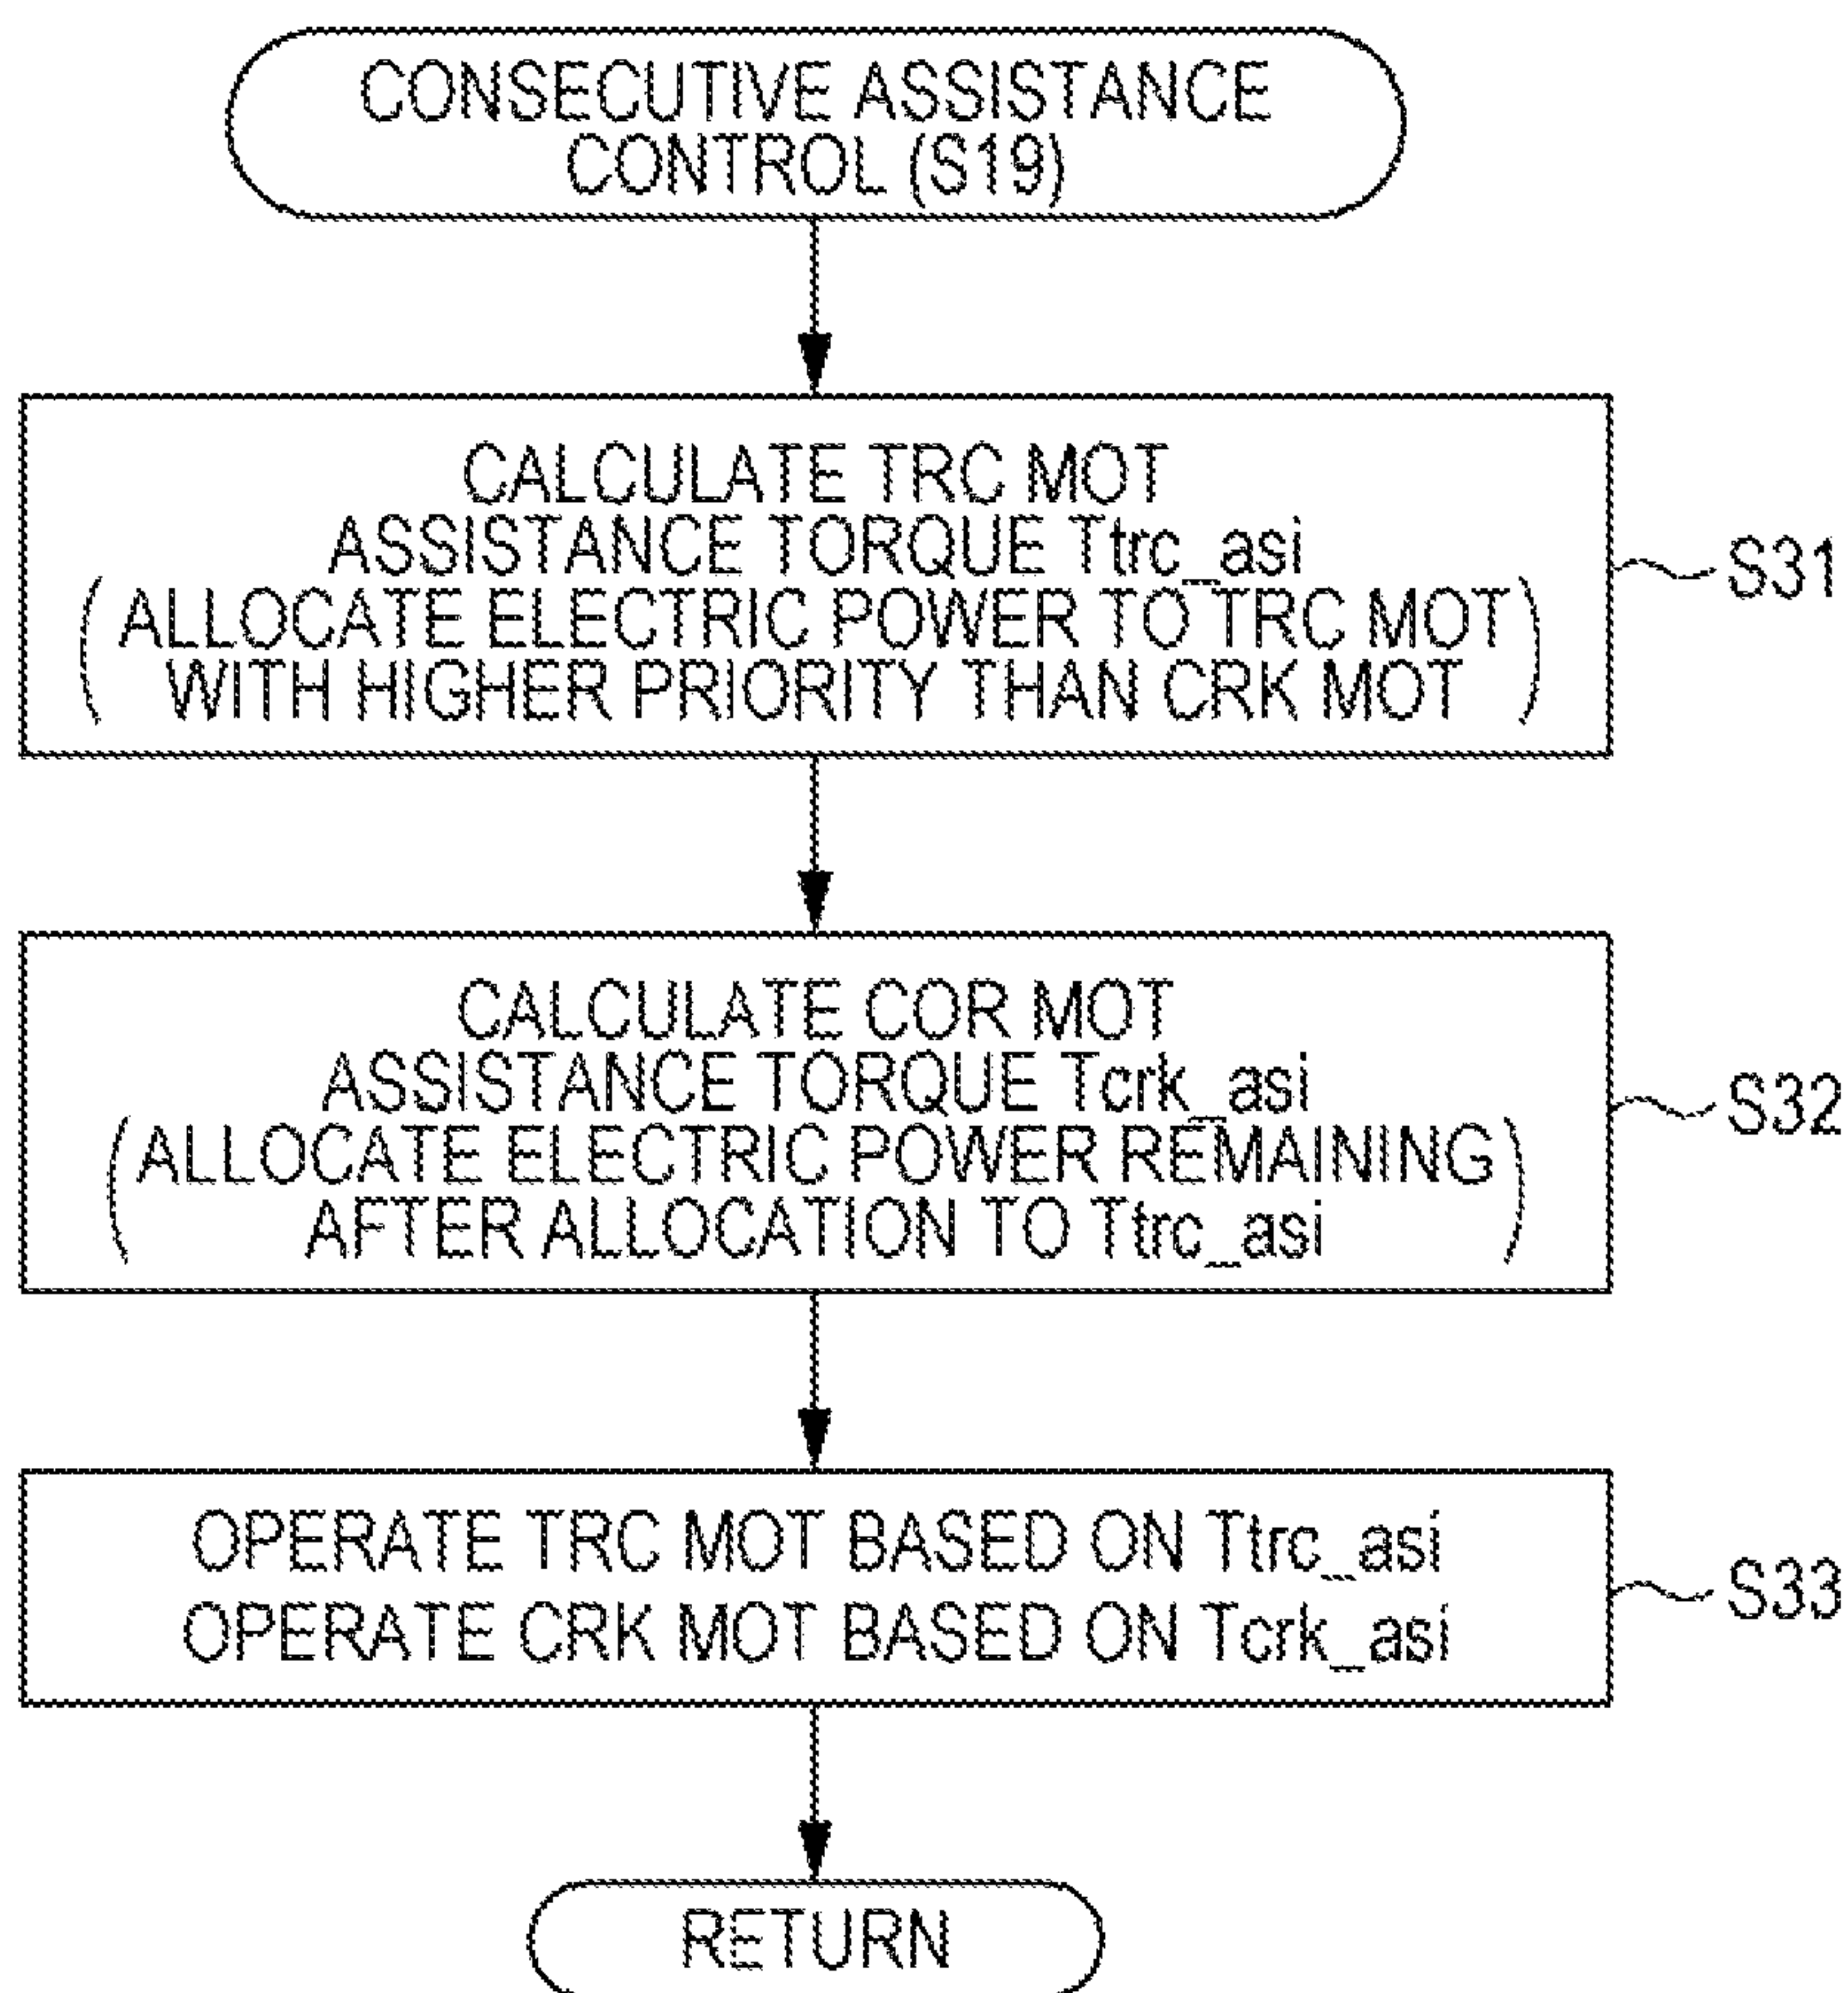 CONSECUTIVE ASSISTANCE
CONTROL (S19)
CALCULATE TRC MOT
ASSISTANCE TORQUE Ttrc_asi
(ALLOCATE ELECTRIC POWER TO TRC MOT
WITH HIGHER PRIORITY THAN CRK MOT)
S31
CALCULATE COR MOT
ASSISTANCE TORQUE Tcrk_asi
(ALLOCATE ELECTRIC POWER REMAINING
AFTER ALLOCATION TO Ttrc_asi)
S32
OPERATE TRC MOT BASED ON Ttrc_asi
OPERATE CRK MOT BASED ON Tcrk_asi
S33
RETURN